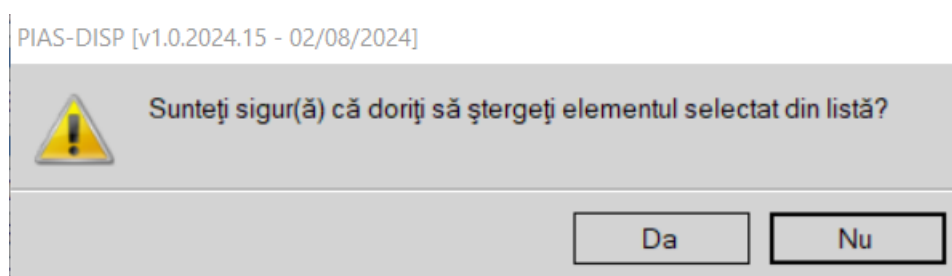 PIAS-DISP [v1.0.2024.15 - 02/08/2024]
Sunteţi sigur(ă) că doriţi să ştergeţi elementul selectat din listă?
Da
Nu